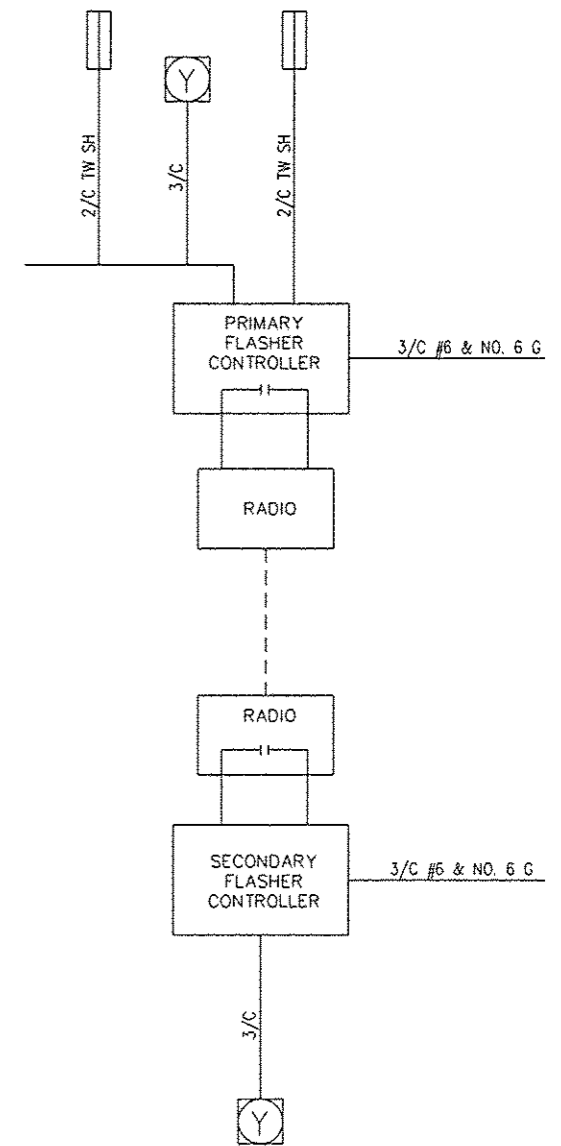 Y
2/C TW SH
3/C
2/C TW SH
PRIMARY
FLASHER
CONTROLLER
3/C #6 & NO. 6 G
RADIO
RADIO
SECONDARY
FLASHER
CONTROLLER
3/C #6 & NO. 6 G
3/C
Y